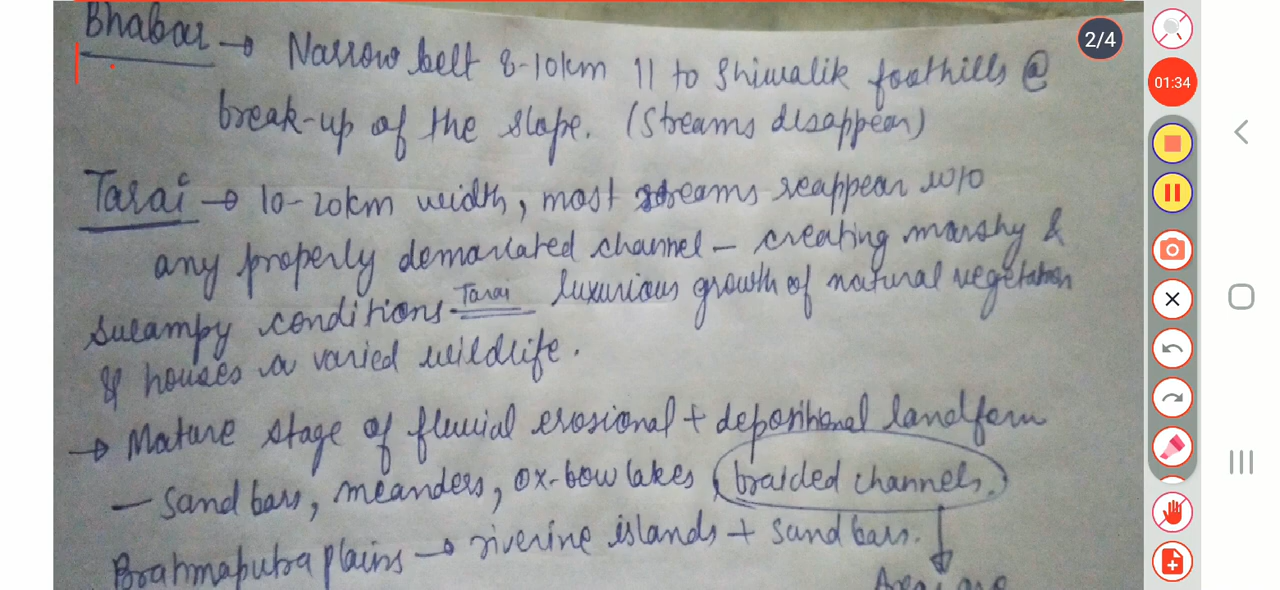 Bhabar → Narrow belt 8-10km 11 to Shiwalik foothills @
2/4
01:34
break-up of the slope. (Streams disappear)
Tarai → 10-20km width, most streams reappear w/o
any properly demarcated channel - creating marshy &
swampy conditions Tarai luxurious growth of natural vegetation
& houses a varied wildlife.
→ Mature stage of fluvial erosional + depositional landform
- Sand bars, meanders, ox-bow lakes, braided channels.
Brahmaputra plains → riverine islands + sand bars.